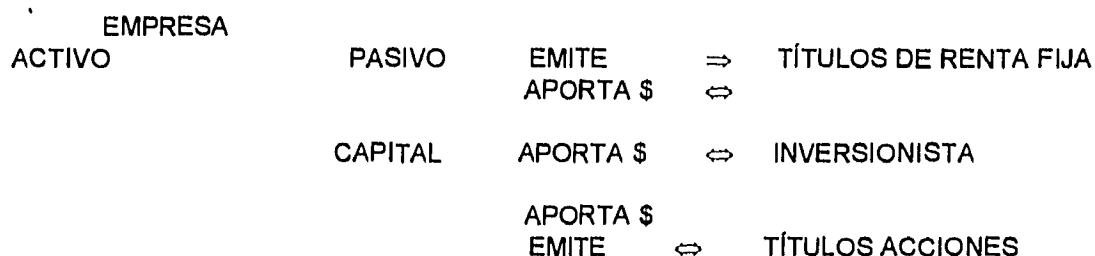 EMPRESA
ACTIVO PASIVO EMITE ⇒ TÍTULOS DE RENTA FIJA
APORTA $ ⇔
CAPITAL APORTA $ ⇔ INVERSIONISTA
APORTA $
EMITE ⇔ TÍTULOS ACCIONES